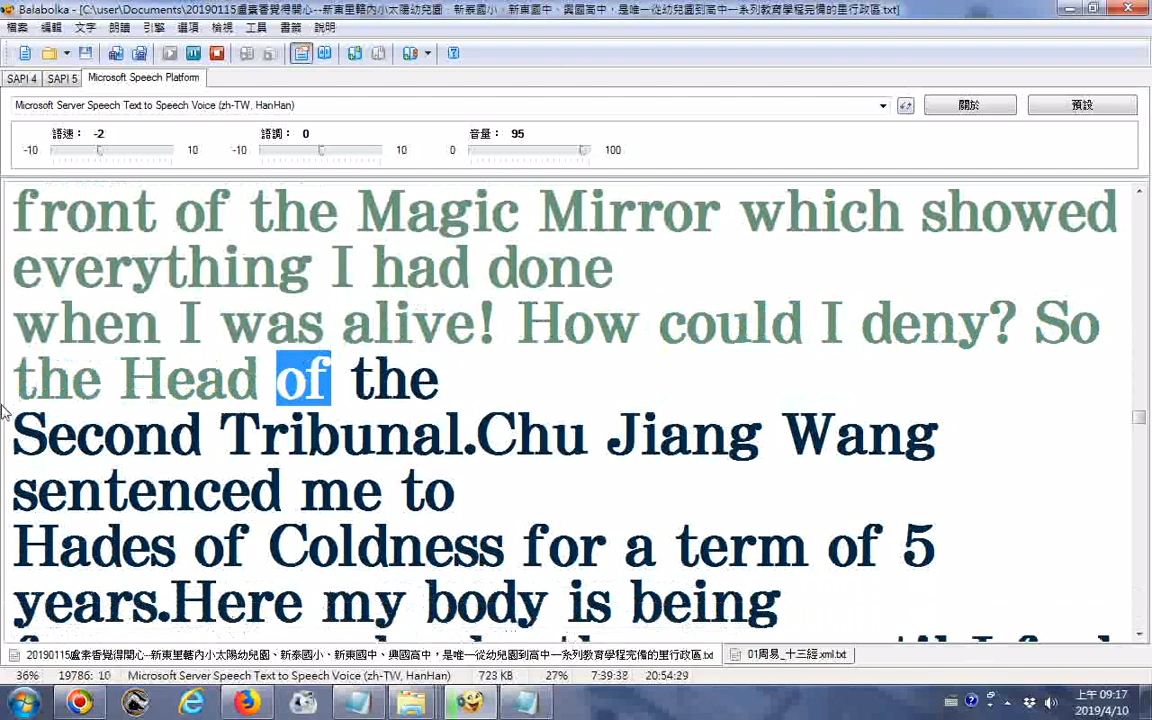 Balabolka - [C:\user\Documents\20190115盧素香覺得開心--新東里轄內小太陽幼兒園、新泰國小、新東國中、興國高中，是唯一從幼兒園到高中一系列教育學程完備的里行政區.txt]
檔案 編輯 文字 朗讀 引擎 檢視 選項 工具 書籤 說明
SAPI 4 SAPI 5 Microsoft Speech Platform
Microsoft Server Speech Text to Speech Voice (zh-TW, HanHan) 關於 預設
語速： -2 語調： 0 音量： 95
-10 10 -10 10 0 100
front of the Magic Mirror which showed
everything I had done
when I was alive! How could I deny? So
the Head of the
Second Tribunal.Chu Jiang Wang
sentenced me to
Hades of Coldness for a term of 5
years.Here my body is being
20190115盧素香覺得開心--新東里轄內小太陽幼兒園、新泰國小、新東國中、興國高中，是唯一從幼兒園到高中一系列教育學程完備的里行政區.txt 01周易_十三經.xml.txt
36% 19786: 10 Microsoft Server Speech Text to Speech Voice (zh-TW, HanHan) 723 KB 27% 7:39:38 20:54:29
上午 09:17
2019/4/10